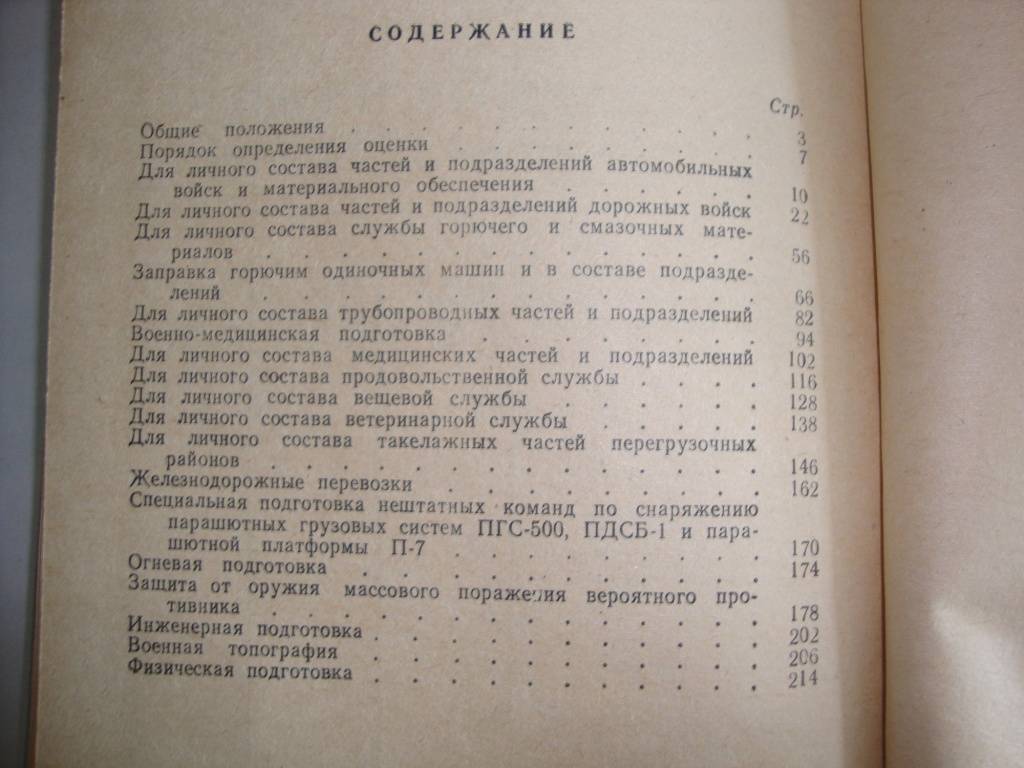 СОДЕРЖАНИЕ
Стр.
Общие положения . . . . . . . . . . . . 3
Порядок определения оценки . . . . . . . . . 7
Для личного состава частей и подразделений автомобильных
войск и материального обеспечения . . . . . . 10
Для личного состава частей и подразделений дорожных войск 22
Для личного состава службы горючего и смазочных мате-
риалов . . . . . . . . . . . . . 56
Заправка горючим одиночных машин и в составе подразде-
лений . . . . . . . . . . . . . 66
Для личного состава трубопроводных частей и подразделений 82
Военно-медицинская подготовка . . . . . . . . 94
Для личного состава медицинских частей и подразделений 102
Для личного состава продовольственной службы . . . . 116
Для личного состава вещевой службы . . . . . . 128
Для личного состава ветеринарной службы . . . . . 138
Для личного состава такелажных частей перегрузочных
районов . . . . . . . . . . . . . 146
Железнодорожные перевозки . . . . . . . . . 162
Специальная подготовка нештатных команд по снаряжению
парашютных грузовых систем ПГС-500, ПДСБ-1 и пара-
шютной платформы П-7 . . . . . . . . . 170
Огневая подготовка . . . . . . . . . . . 174
Защита от оружия массового поражения вероятного про-
тивника . . . . . . . . . . . . . 178
Инженерная подготовка . . . . . . . . . . 202
Военная топография . . . . . . . . . . . 206
Физическая подготовка . . . . . . . . . . 214